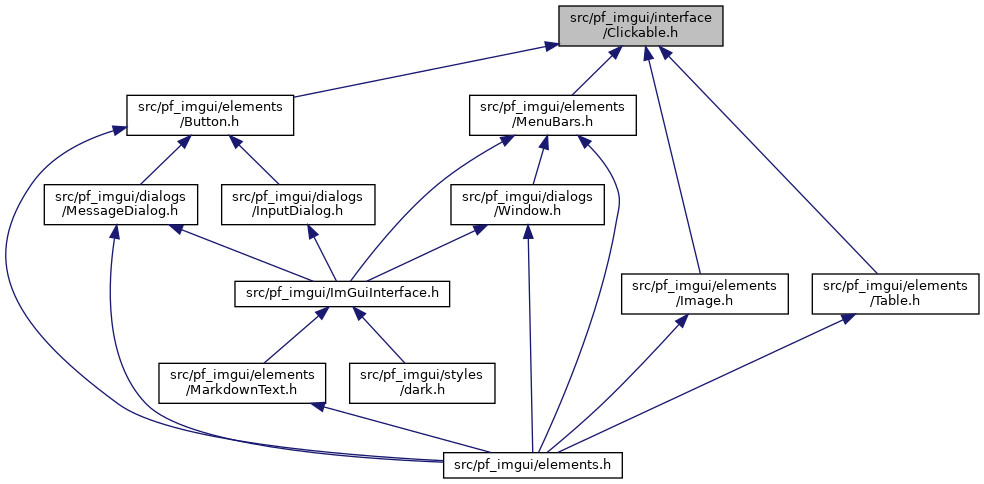 src/pf_imgui/interface
/Clickable.h
src/pf_imgui/elements
/Button.h
src/pf_imgui/elements
/MenuBars.h
src/pf_imgui/dialogs
/MessageDialog.h
src/pf_imgui/dialogs
/InputDialog.h
src/pf_imgui/dialogs
/Window.h
src/pf_imgui/ImGuiInterface.h
src/pf_imgui/elements
/Image.h
src/pf_imgui/elements
/Table.h
src/pf_imgui/elements
/MarkdownText.h
src/pf_imgui/styles
/dark.h
src/pf_imgui/elements.h